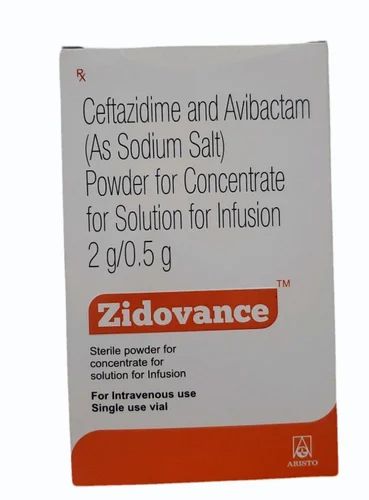 Rx
Ceftazidime and Avibactam
(As Sodium Salt)
Powder for Concentrate
for Solution for Infusion
2 g/0.5 g
Zidovance™
Sterile powder for
concentrate for
solution for Infusion
For Intravenous use
Single use vial
ARISTO